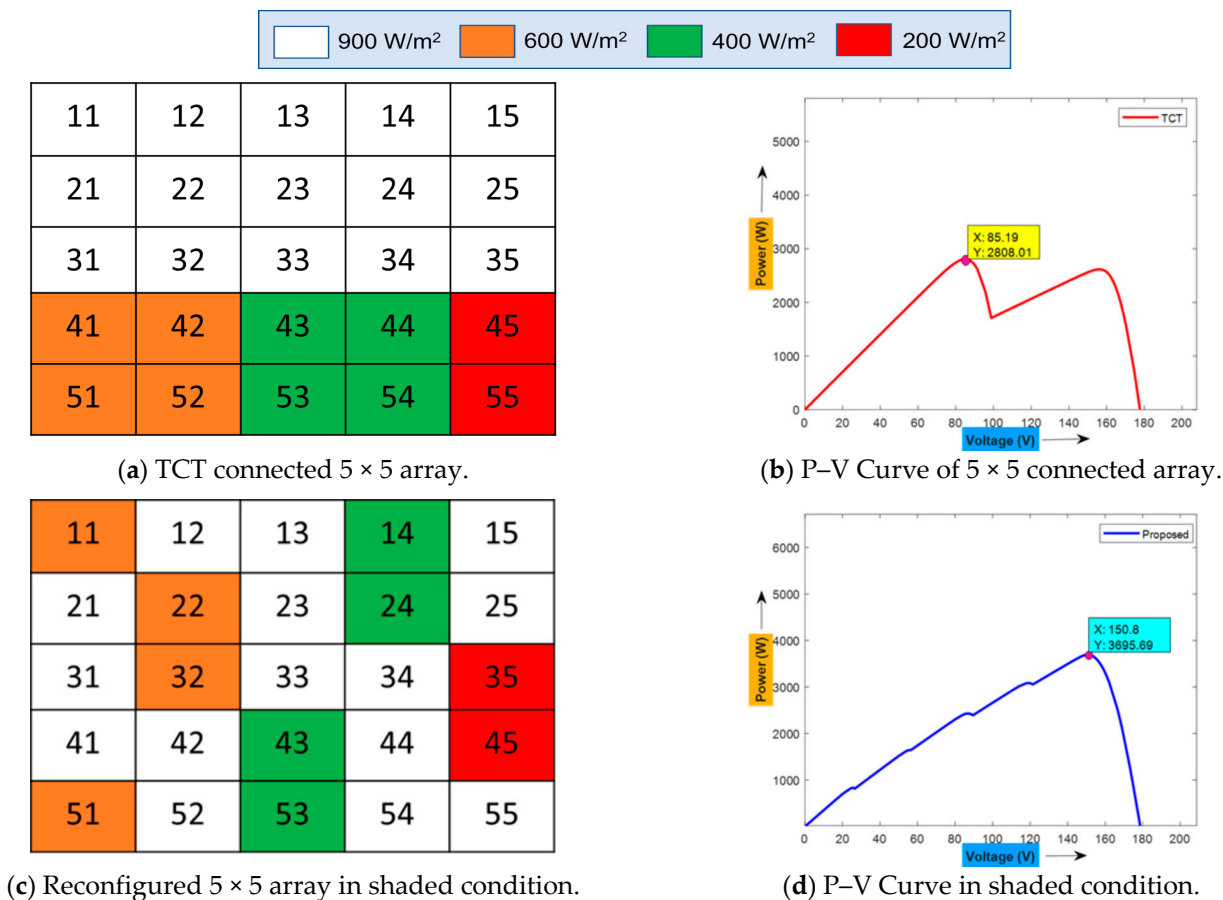 900 W/m² 600 W/m² 400 W/m² 200 W/m²
11 12 13 14 15
21 22 23 24 25
31 32 33 34 35
41 42 43 44 45
51 52 53 54 55
(a) TCT connected 5 × 5 array.
TCT
5000
4000
3000
2000
1000
0
Power (W)
X: 85.19
Y: 2808.01
0 20 40 60 80 100 120 140 160 180 200
Voltage (V)
(b) P–V Curve of 5 × 5 connected array.
11 12 13 14 15
21 22 23 24 25
31 32 33 34 35
41 42 43 44 45
51 52 53 54 55
(c) Reconfigured 5 × 5 array in shaded condition.
Proposed
6000
5000
4000
3000
2000
1000
Power (W)
X: 150.8
Y: 3695.69
0 20 40 60 80 100 120 140 160 180 200
Voltage (V)
(d) P–V Curve in shaded condition.